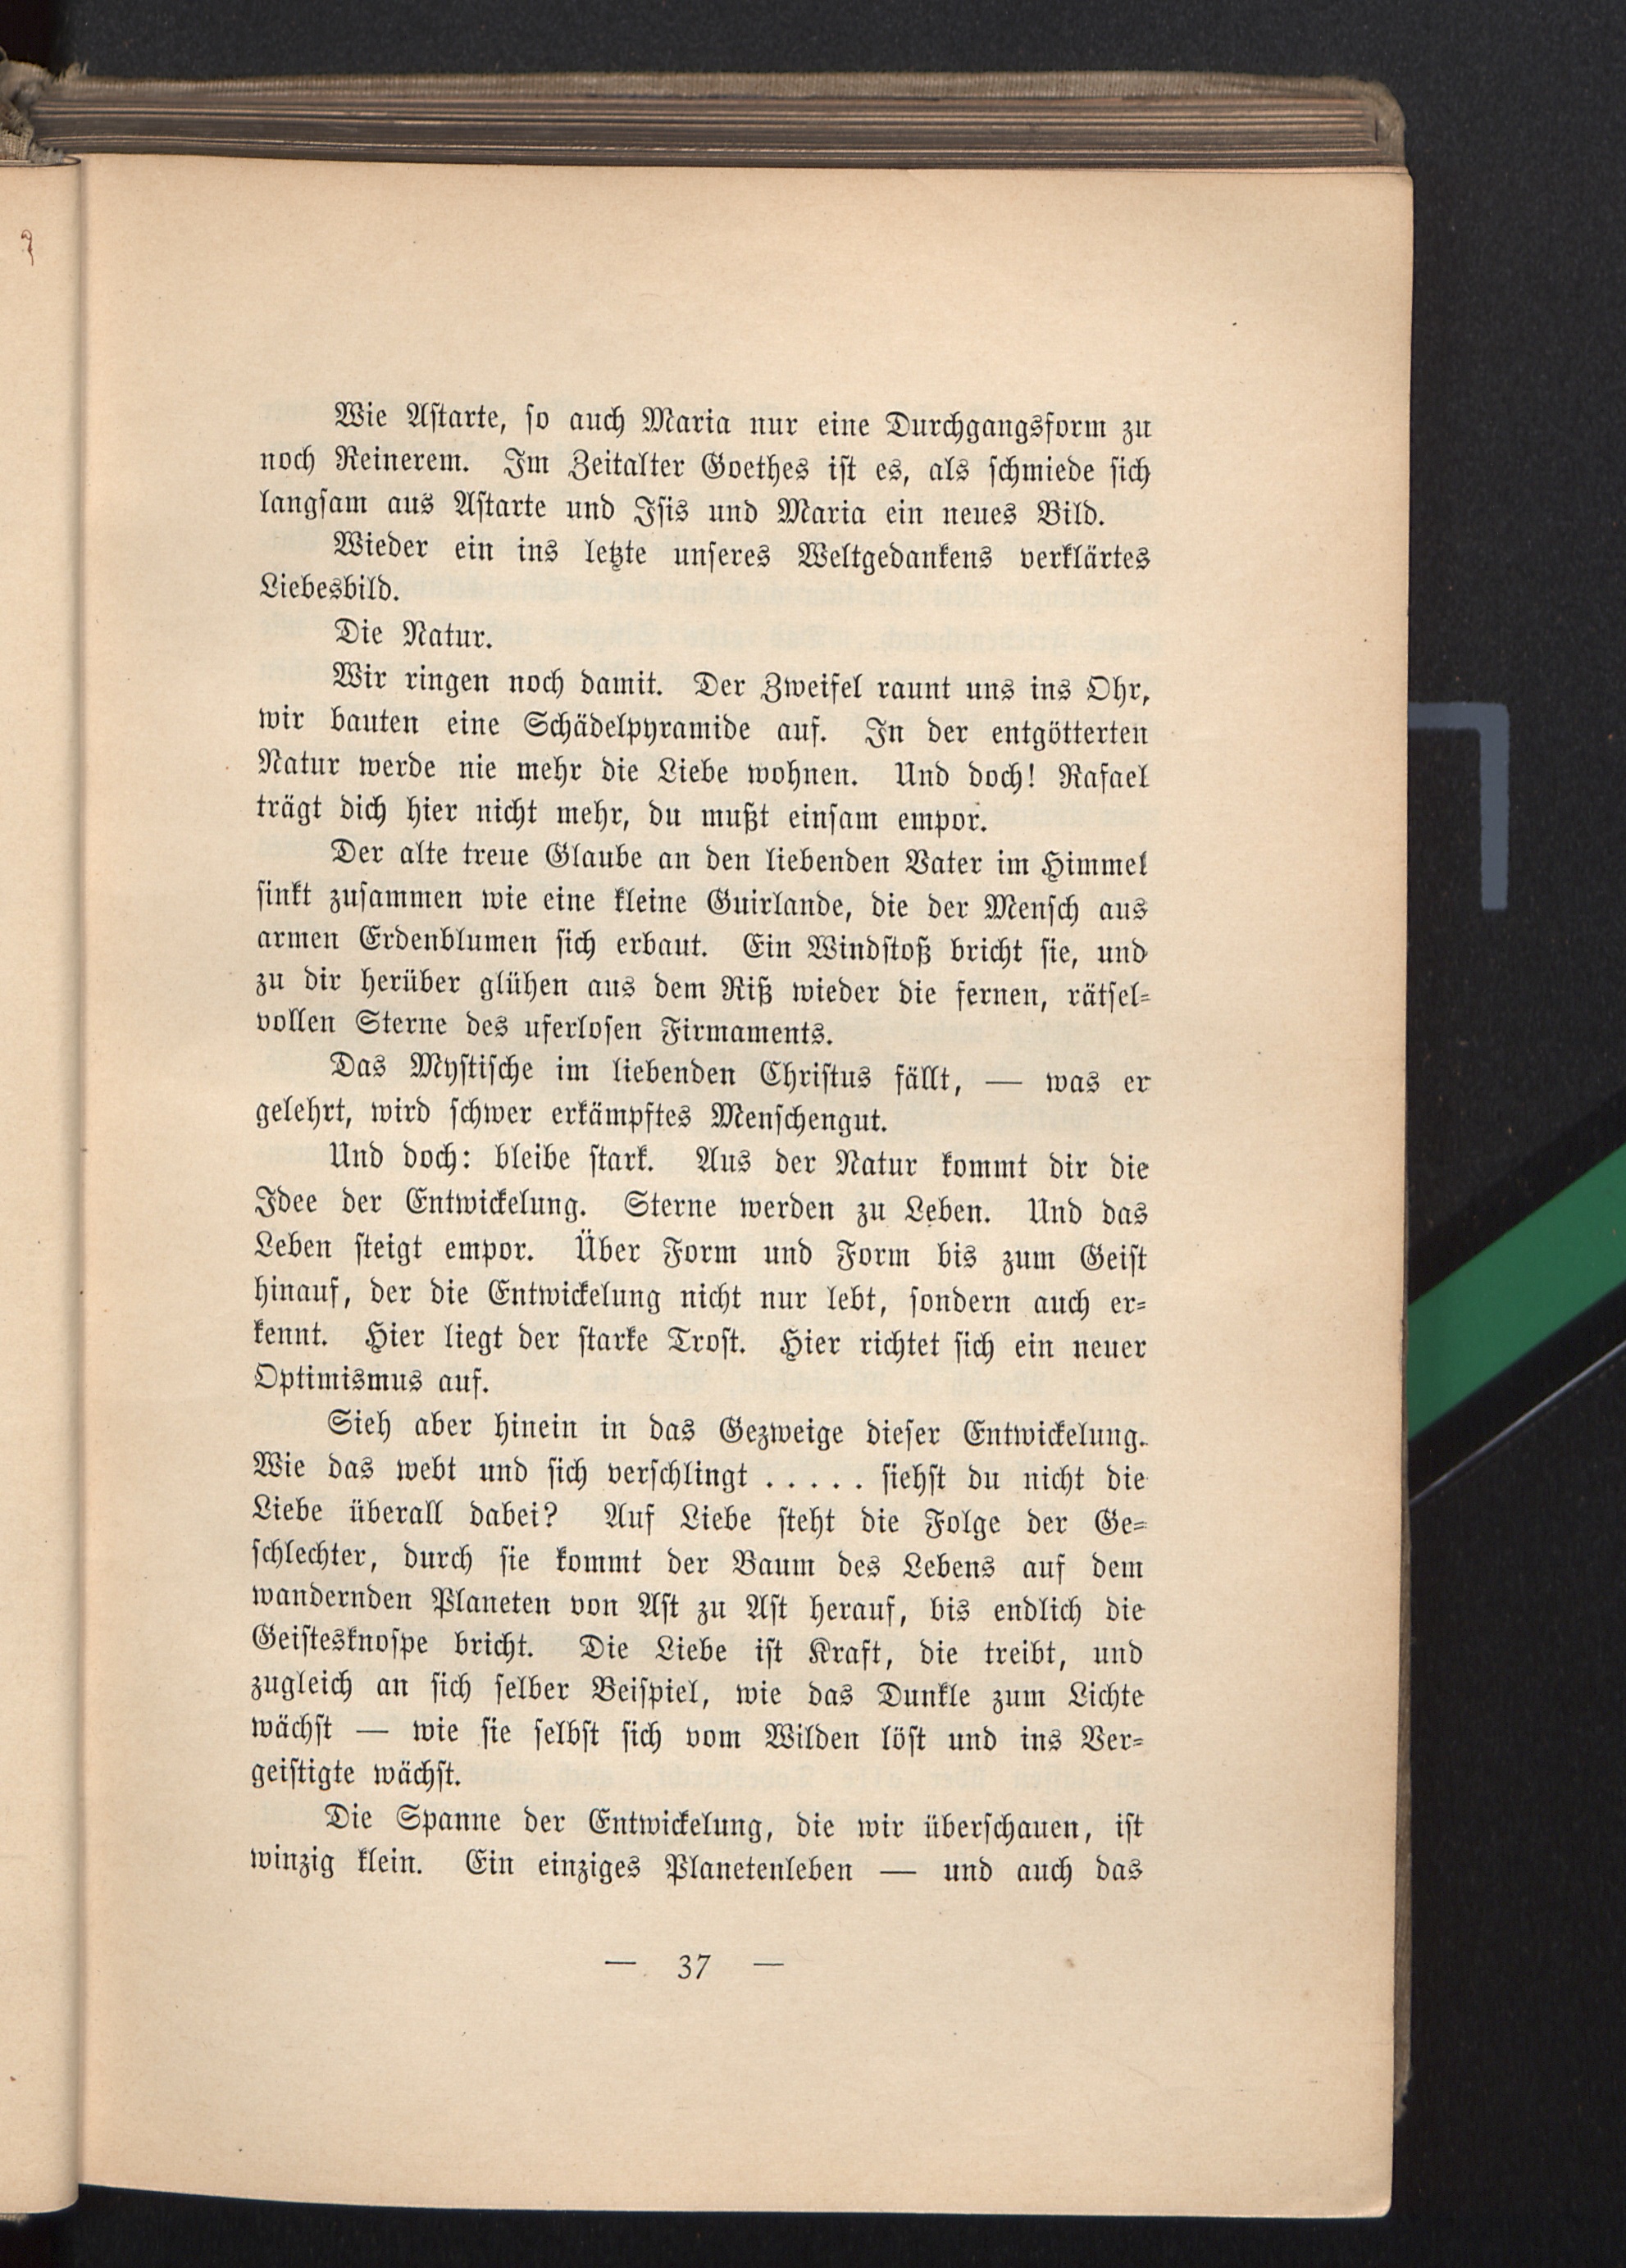 Wie Astarte, so auch Maria nur eine Durchgangsform zu
noch Reinerem. Im Zeitalter Goethes ist es, als schmiede sich
langsam aus Astarte und Isis und Maria ein neues Bild.
Wieder ein ins letzte unseres Weltgedankens verklärtes
Liebesbild.
Die Natur.
Wir ringen noch damit. Der Zweifel raunt uns ins Ohr,
wir bauten eine Schädelpyramide auf. In der entgötterten
Natur werde nie mehr die Liebe wohnen. Und doch! Rafael
trägt dich hier nicht mehr, du mußt einsam empor.
Der alte treue Glaube an den liebenden Vater im Himmel
sinkt zusammen wie eine kleine Guirlande, die der Mensch aus
armen Erdenblumen sich erbaut. Ein Windstoß bricht sie, und
zu dir herüber glühen aus dem Riß wieder die fernen, rätsel-
vollen Sterne des uferlosen Firmaments.
Das Mystische im liebenden Christus fällt, — was er
gelehrt, wird schwer erkämpftes Menschengut.
Und doch: bleibe stark. Aus der Natur kommt dir die
Idee der Entwickelung. Sterne werden zu Leben. Und das
Leben steigt empor. Über Form und Form bis zum Geist
hinauf, der die Entwickelung nicht nur lebt, sondern auch er-
kennt. Hier liegt der starke Trost. Hier richtet sich ein neuer
Optimismus auf.
Sieh aber hinein in das Gezweige dieser Entwickelung.
Wie das webt und sich verschlingt . . . . . siehst du nicht die
Liebe überall dabei? Auf Liebe steht die Folge der Ge-
schlechter, durch sie kommt der Baum des Lebens auf dem
wandernden Planeten von Ast zu Ast herauf, bis endlich die
Geistesknospe bricht. Die Liebe ist Kraft, die treibt, und
zugleich an sich selber Beispiel, wie das Dunkle zum Lichte
wächst — wie sie selbst sich vom Wilden löst und ins Ver-
geistigte wächst.
Die Spanne der Entwickelung, die wir überschauen, ist
winzig klein. Ein einziges Planetenleben — und auch das
— 37 —